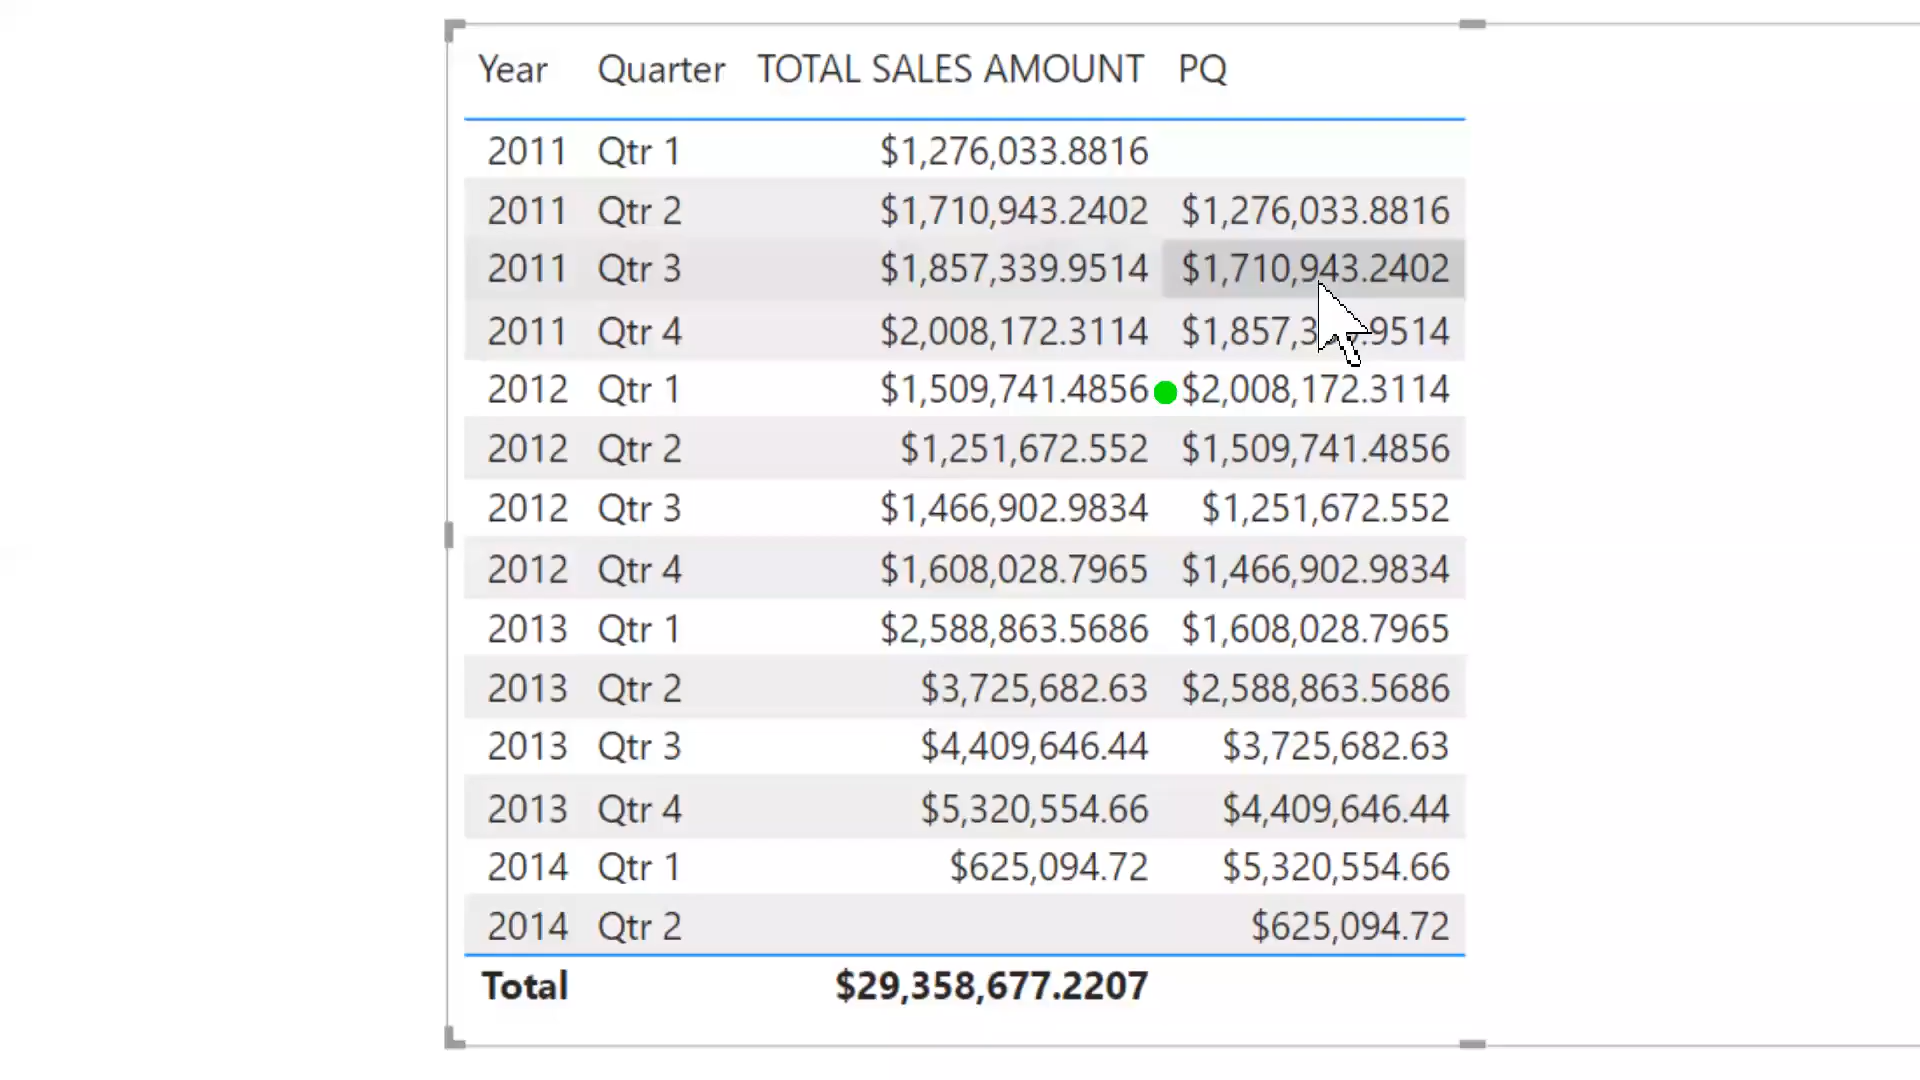 Year Quarter TOTAL SALES AMOUNT PQ
2011 Qtr 1 $1,276,033.8816
2011 Qtr 2 $1,710,943.2402 $1,276,033.8816
2011 Qtr 3 $1,857,339.9514 $1,710,943.2402
2011 Qtr 4 $2,008,172.3114
2012 Qtr 1 $1,509,741.4856 $2,008,172.3114
2012 Qtr 2 $1,251,672.552 $1,509,741.4856
2012 Qtr 3 $1,466,902.9834 $1,251,672.552
2012 Qtr 4 $1,608,028.7965 $1,466,902.9834
2013 Qtr 1 $2,588,863.5686 $1,608,028.7965
2013 Qtr 2 $3,725,682.63 $2,588,863.5686
2013 Qtr 3 $4,409,646.44 $3,725,682.63
2013 Qtr 4 $5,320,554.66 $4,409,646.44
2014 Qtr 1 $625,094.72 $5,320,554.66
2014 Qtr 2 $625,094.72
Total $29,358,677.2207